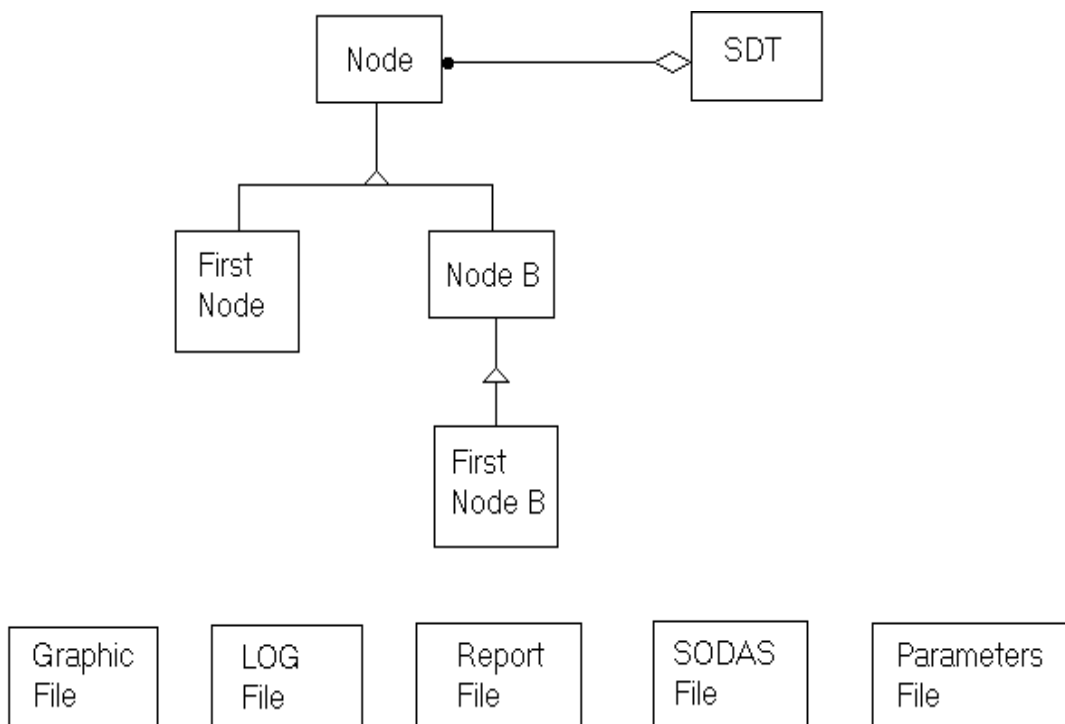 Node
SDT
First
Node
Node B
First
Node B
Graphic
File
LOG
File
Report
File
SODAS
File
Parameters
File